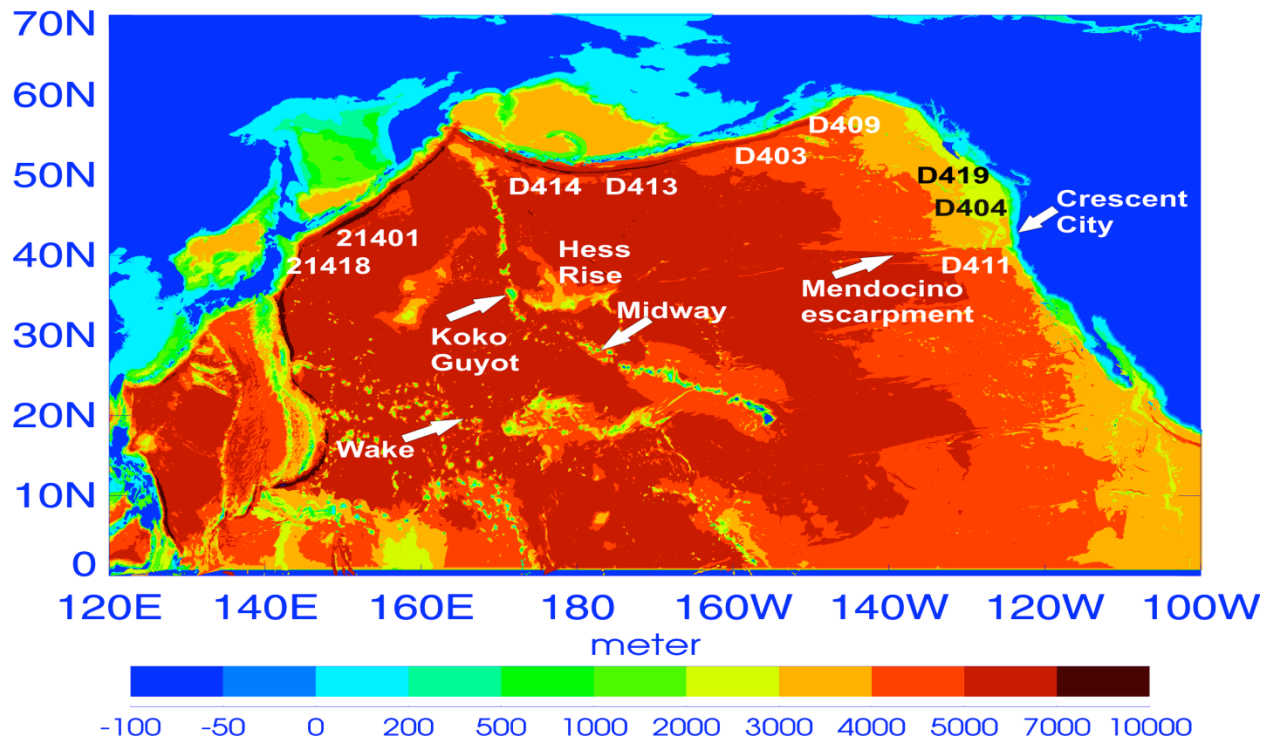 70N
60N
50N
40N
30N
20N
10N
0
D409
D403
D414 D413
D419
D404
Crescent
City
21401
21418
Hess
Rise
D411
Mendocino
escarpment
Midway
Koko
Guyot
Wake
120E 140E 160E 180 160W 140W 120W 100W
meter
-100 -50 0 200 500 1000 2000 3000 4000 5000 7000 10000